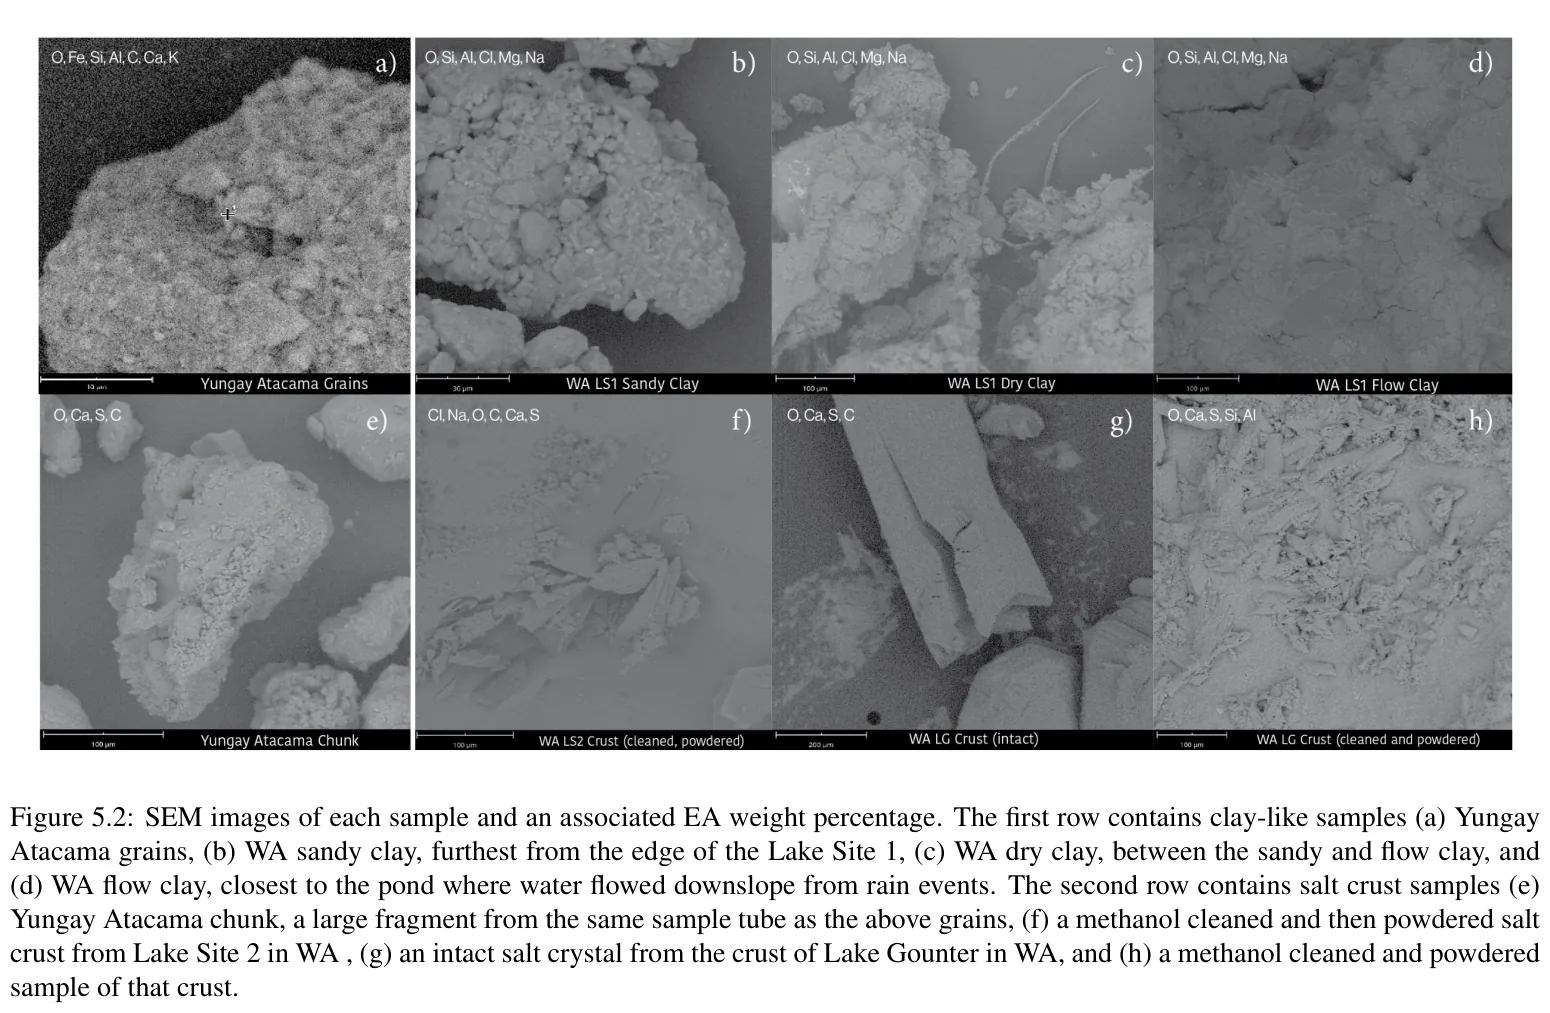 O, Fe, Si, Al, C, Ca, K
a)
O, Si, Al, Cl, Mg, Na
b)
O, Si, Al, Cl, Mg, Na
c)
O, Si, Al, Cl, Mg, Na
d)
10 µm
Yungay Atacama Grains
30 µm
WA LS1 Sandy Clay
100 µm
WA LS1 Dry Clay
100 µm
WA LS1 Flow Clay
O, Ca, S, C
e)
Cl, Na, O, C, Ca, S
f)
O, Ca, S, C
g)
O, Ca, S, Si, Al
h)
100 µm
Yungay Atacama Chunk
100 µm
WA LS2 Crust (cleaned, powdered)
200 µm
WA LG Crust (intact)
100 µm
WA LG Crust (cleaned and powdered)
Figure 5.2: SEM images of each sample and an associated EA weight percentage. The first row contains clay-like samples (a) Yungay
Atacama grains, (b) WA sandy clay, furthest from the edge of the Lake Site 1, (c) WA dry clay, between the sandy and flow clay, and
(d) WA flow clay, closest to the pond where water flowed downslope from rain events. The second row contains salt crust samples (e)
Yungay Atacama chunk, a large fragment from the same sample tube as the above grains, (f) a methanol cleaned and then powdered salt
crust from Lake Site 2 in WA , (g) an intact salt crystal from the crust of Lake Gounter in WA, and (h) a methanol cleaned and powdered
sample of that crust.